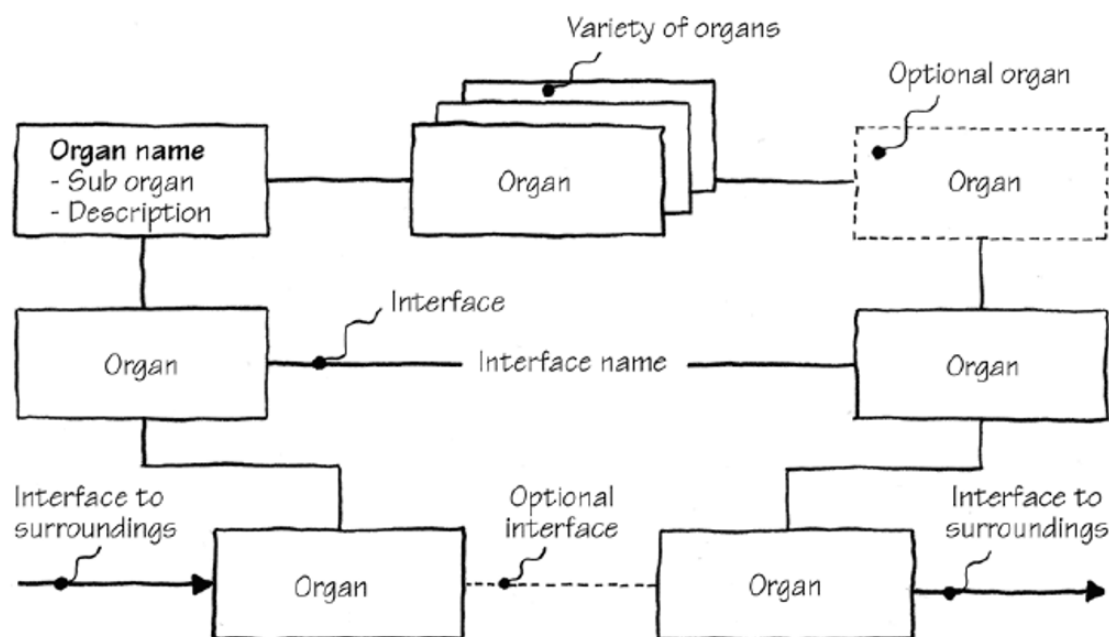 Variety of organs
Optional organ
Organ name
- Sub organ
- Description
Organ
Organ
Interface
Organ
Interface name
Organ
Interface to
surroundings
Optional
interface
Interface to
surroundings
Organ
Organ